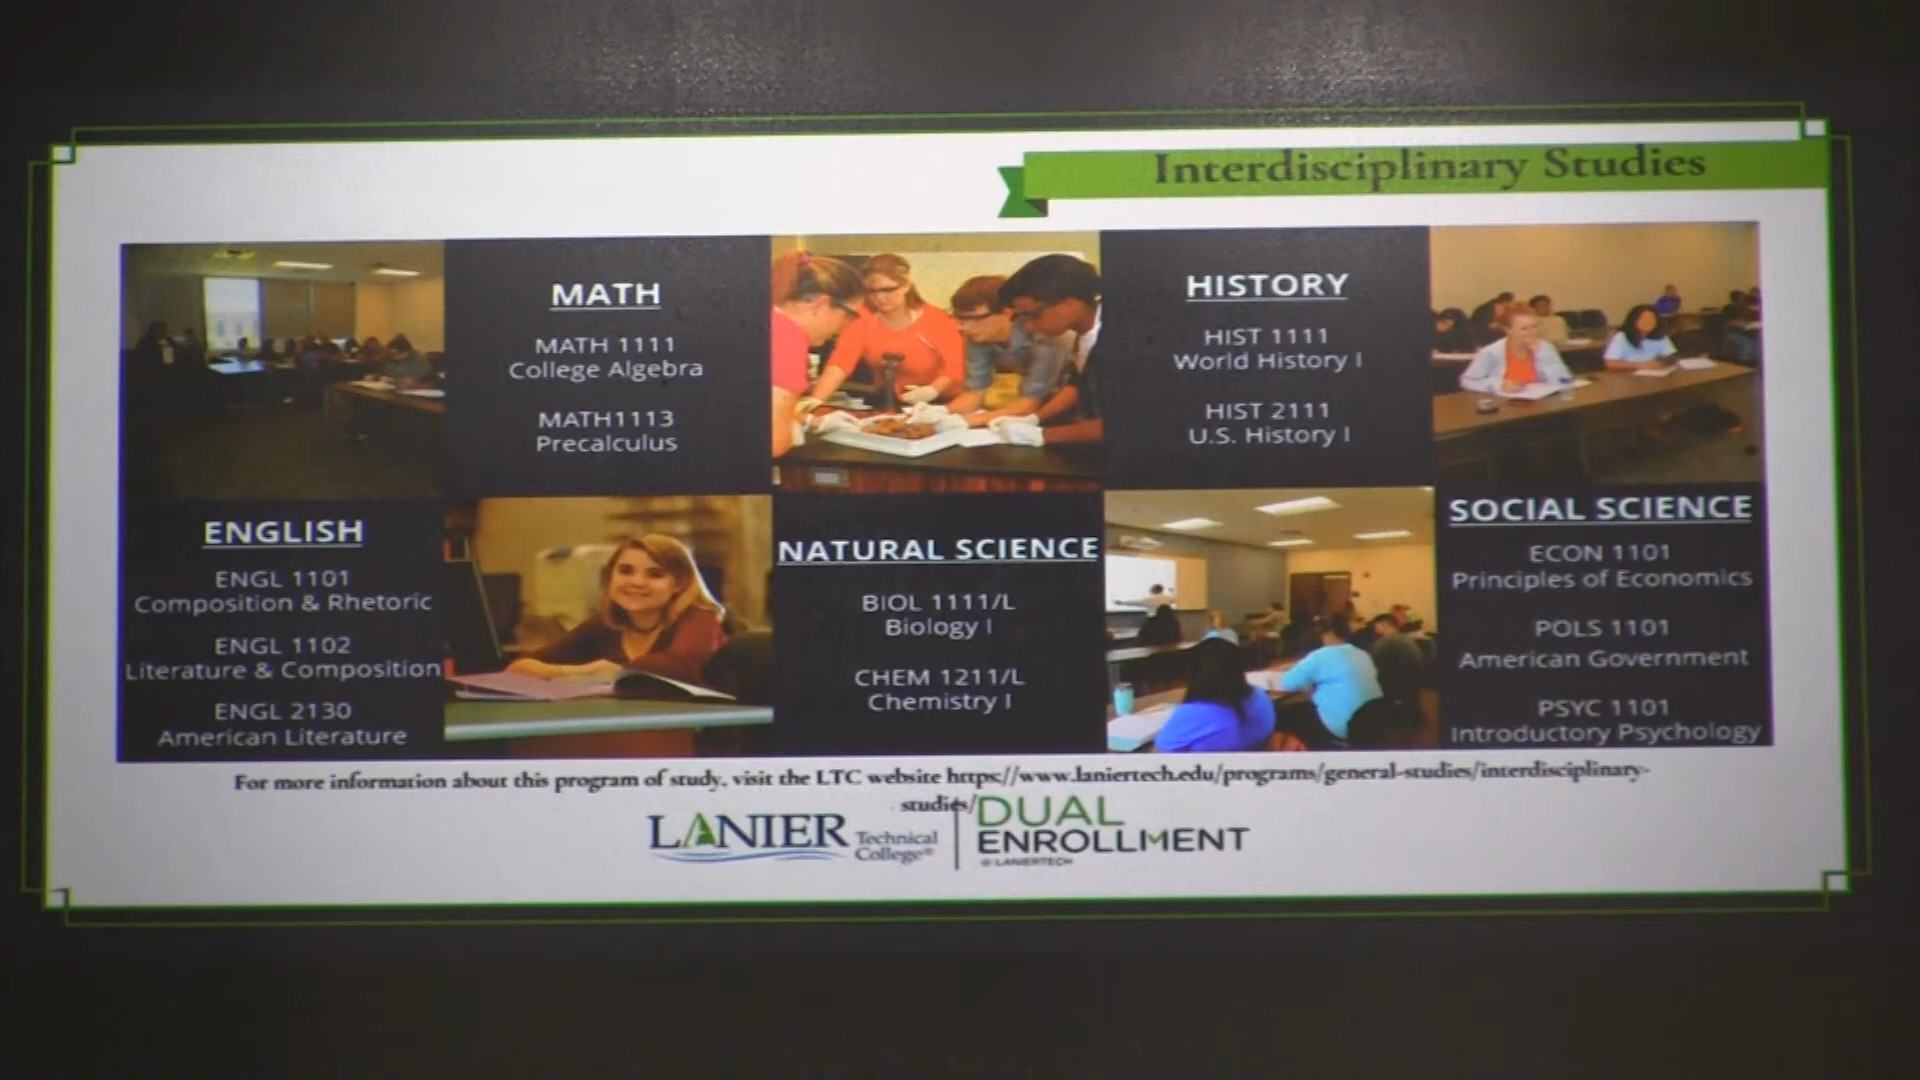 Interdisciplinary Studies
MATH
MATH 1111
College Algebra
MATH1113
Precalculus
HISTORY
HIST 1111
World History I
HIST 2111
U.S. History I
ENGLISH
ENGL 1101
Composition & Rhetoric
ENGL 1102
Literature & Composition
ENGL 2130
American Literature
NATURAL SCIENCE
BIOL 1111/L
Biology I
CHEM 1211/L
Chemistry I
SOCIAL SCIENCE
ECON 1101
Principles of Economics
POLS 1101
American Government
PSYC 1101
Introductory Psychology
For more information about this program of study, visit the LTC website https://www.laniertech.edu/programs/general-studies/interdisciplinary-
studies/
LANIER Technical
College®
DUAL
ENROLLMENT
@ LANIERTECH